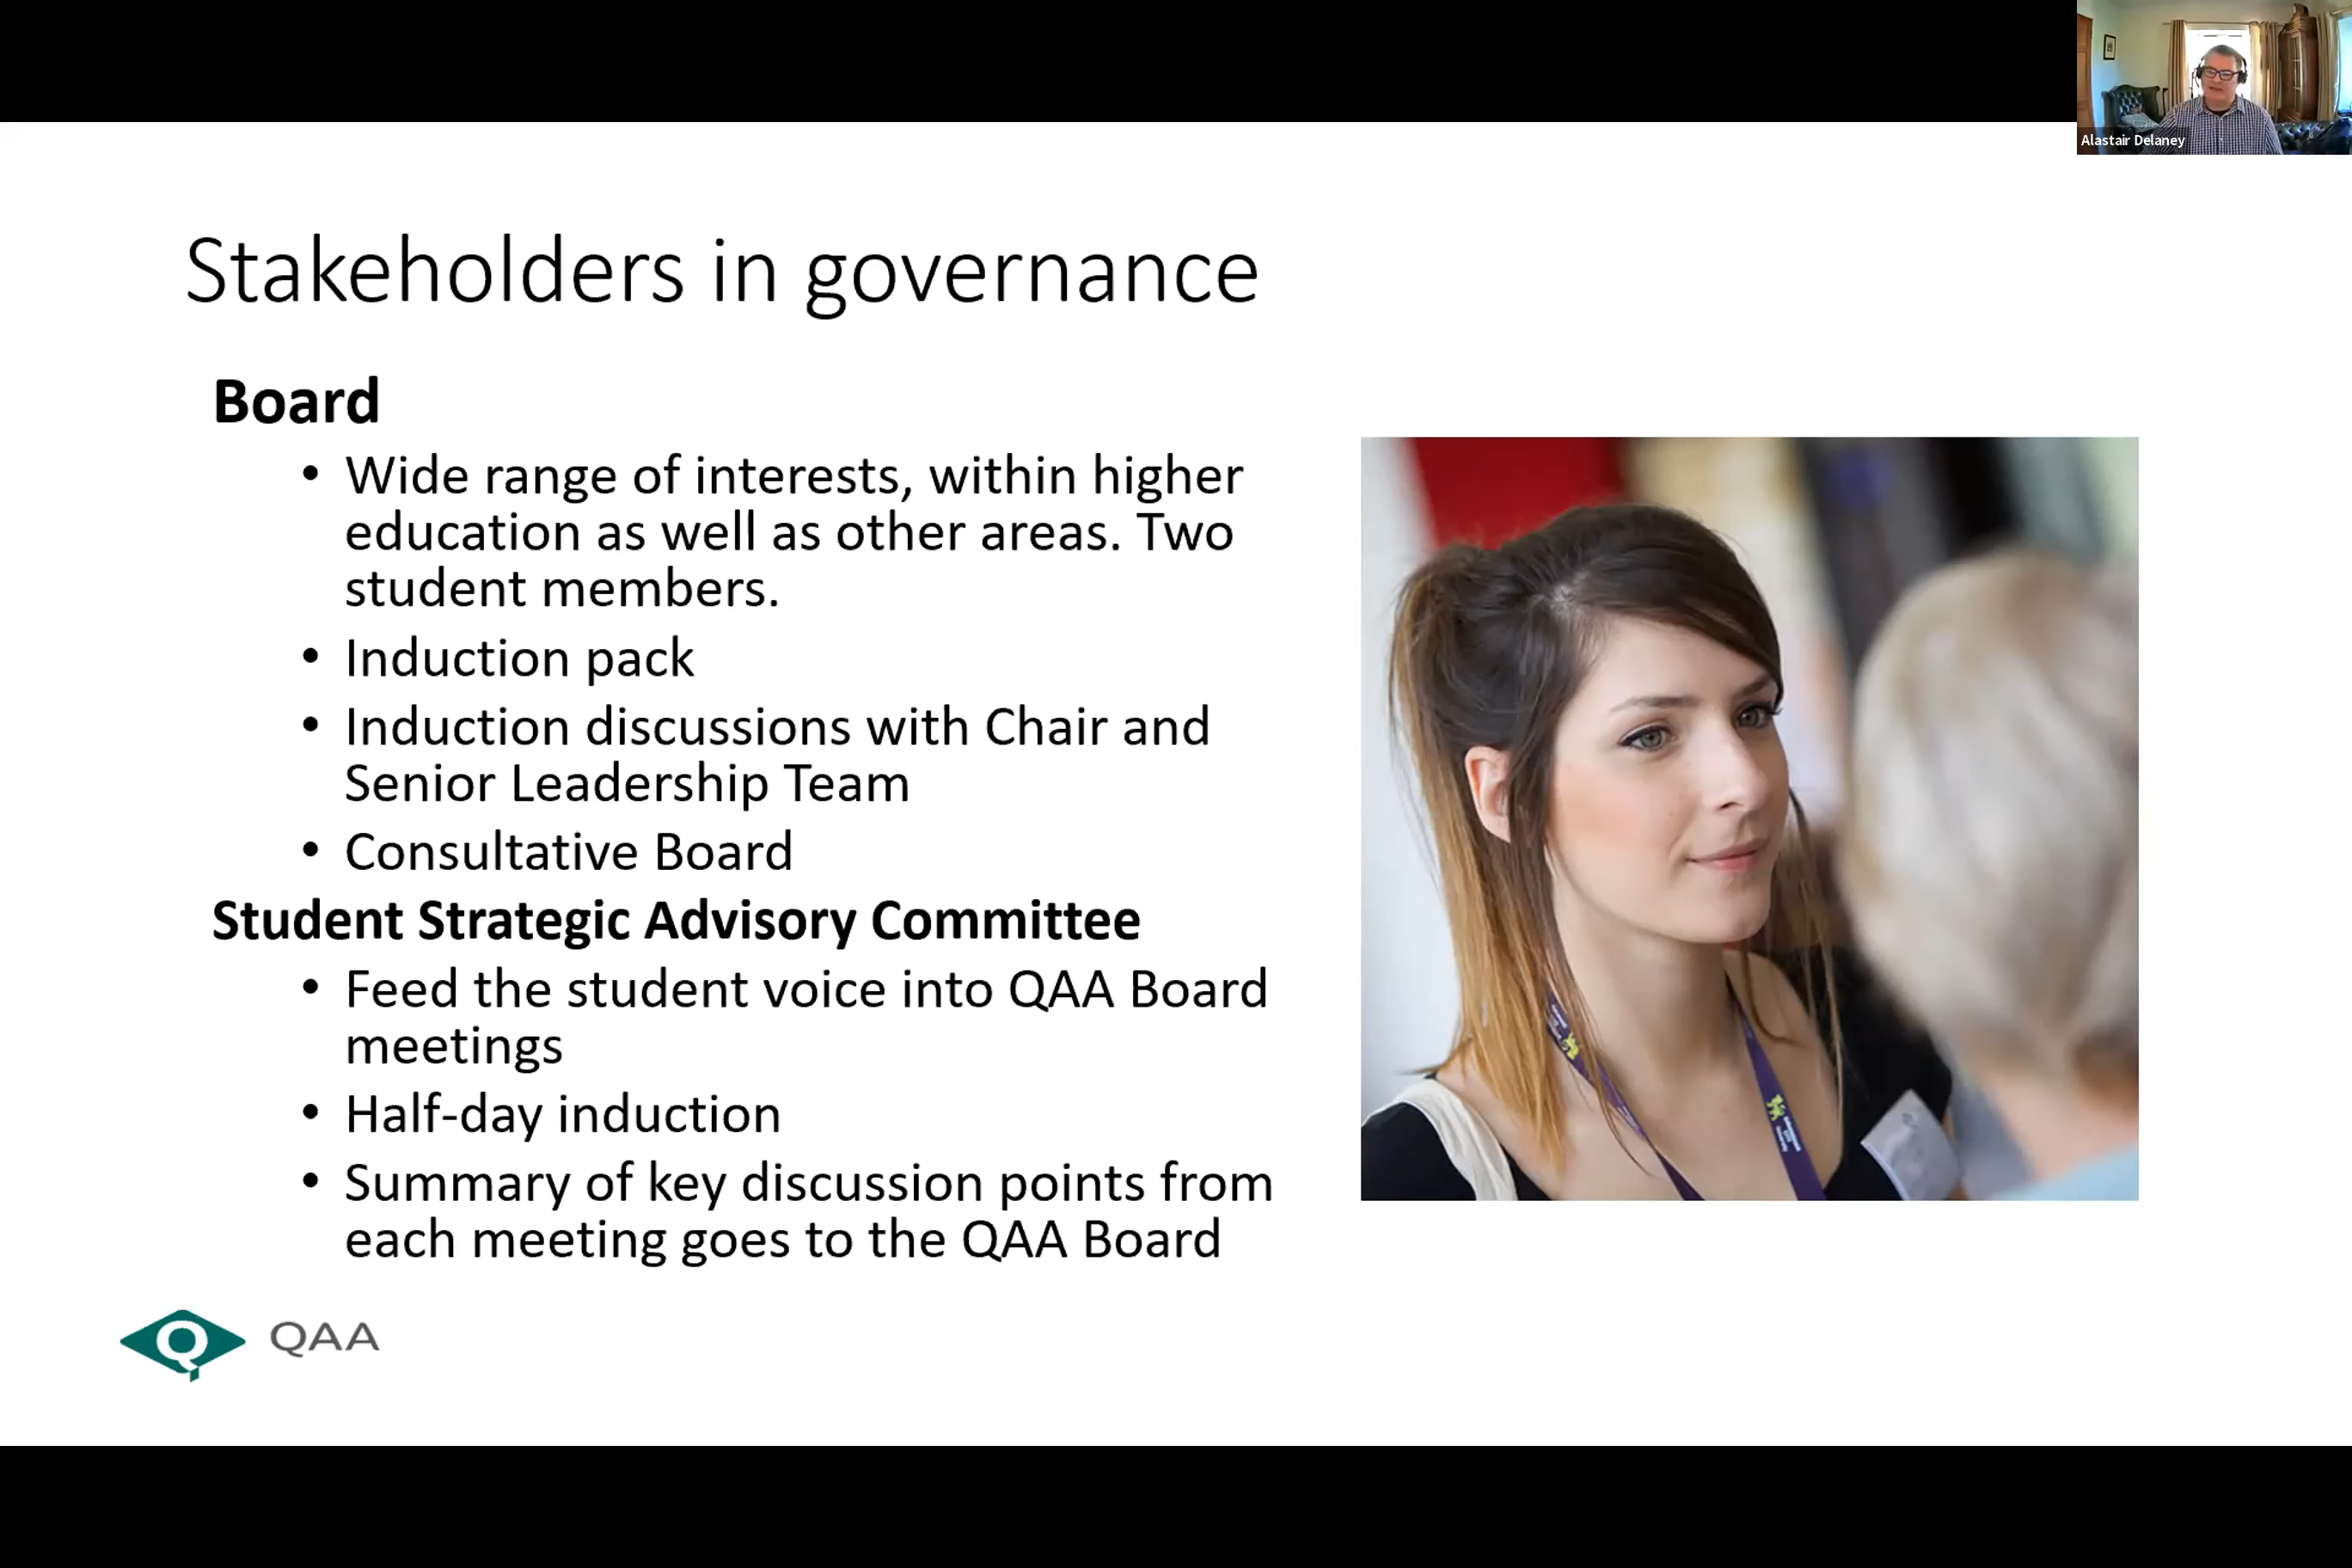 Alastair Delaney
Stakeholders in governance
Board
• Wide range of interests, within higher
education as well as other areas. Two
student members.
• Induction pack
• Induction discussions with Chair and
Senior Leadership Team
• Consultative Board
Student Strategic Advisory Committee
• Feed the student voice into QAA Board
meetings
• Half-day induction
• Summary of key discussion points from
each meeting goes to the QAA Board
QAA